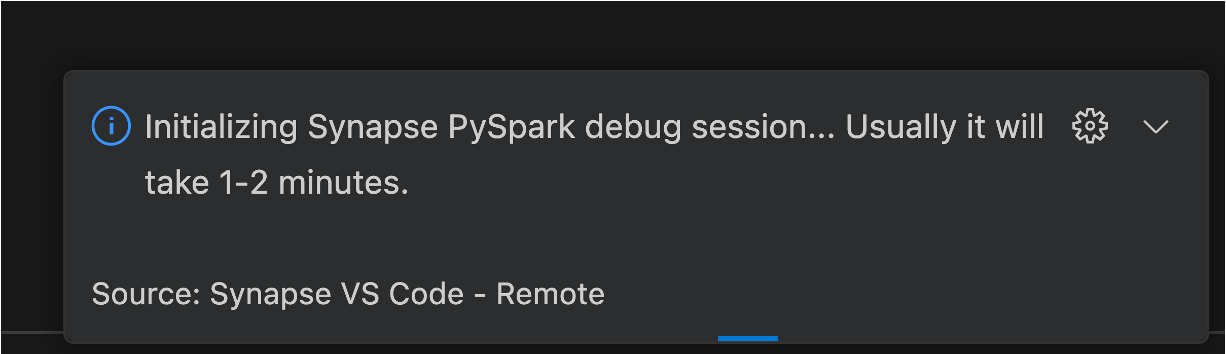 Initializing Synapse PySpark debug session... Usually it will
take 1-2 minutes.
Source: Synapse VS Code - Remote